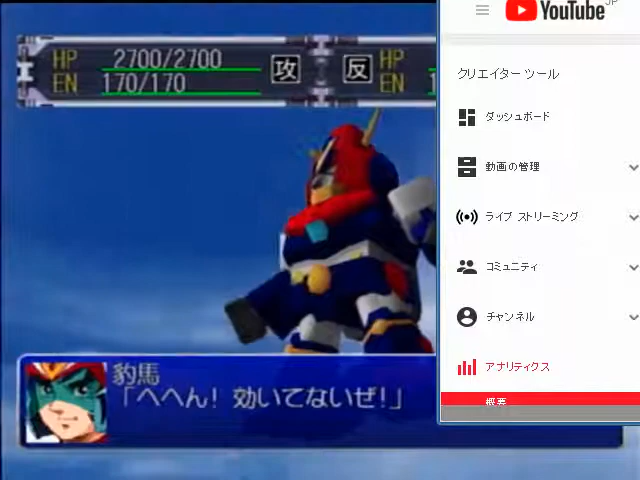 HP 2700/2700
EN 170/170
攻
反
HP
EN 1
豹馬
「へへん！効いてないぜ！」
YouTube JP
クリエイター ツール
ダッシュボード
動画の管理
ライブ ストリーミング
コミュニティ
チャンネル
アナリティクス
概要